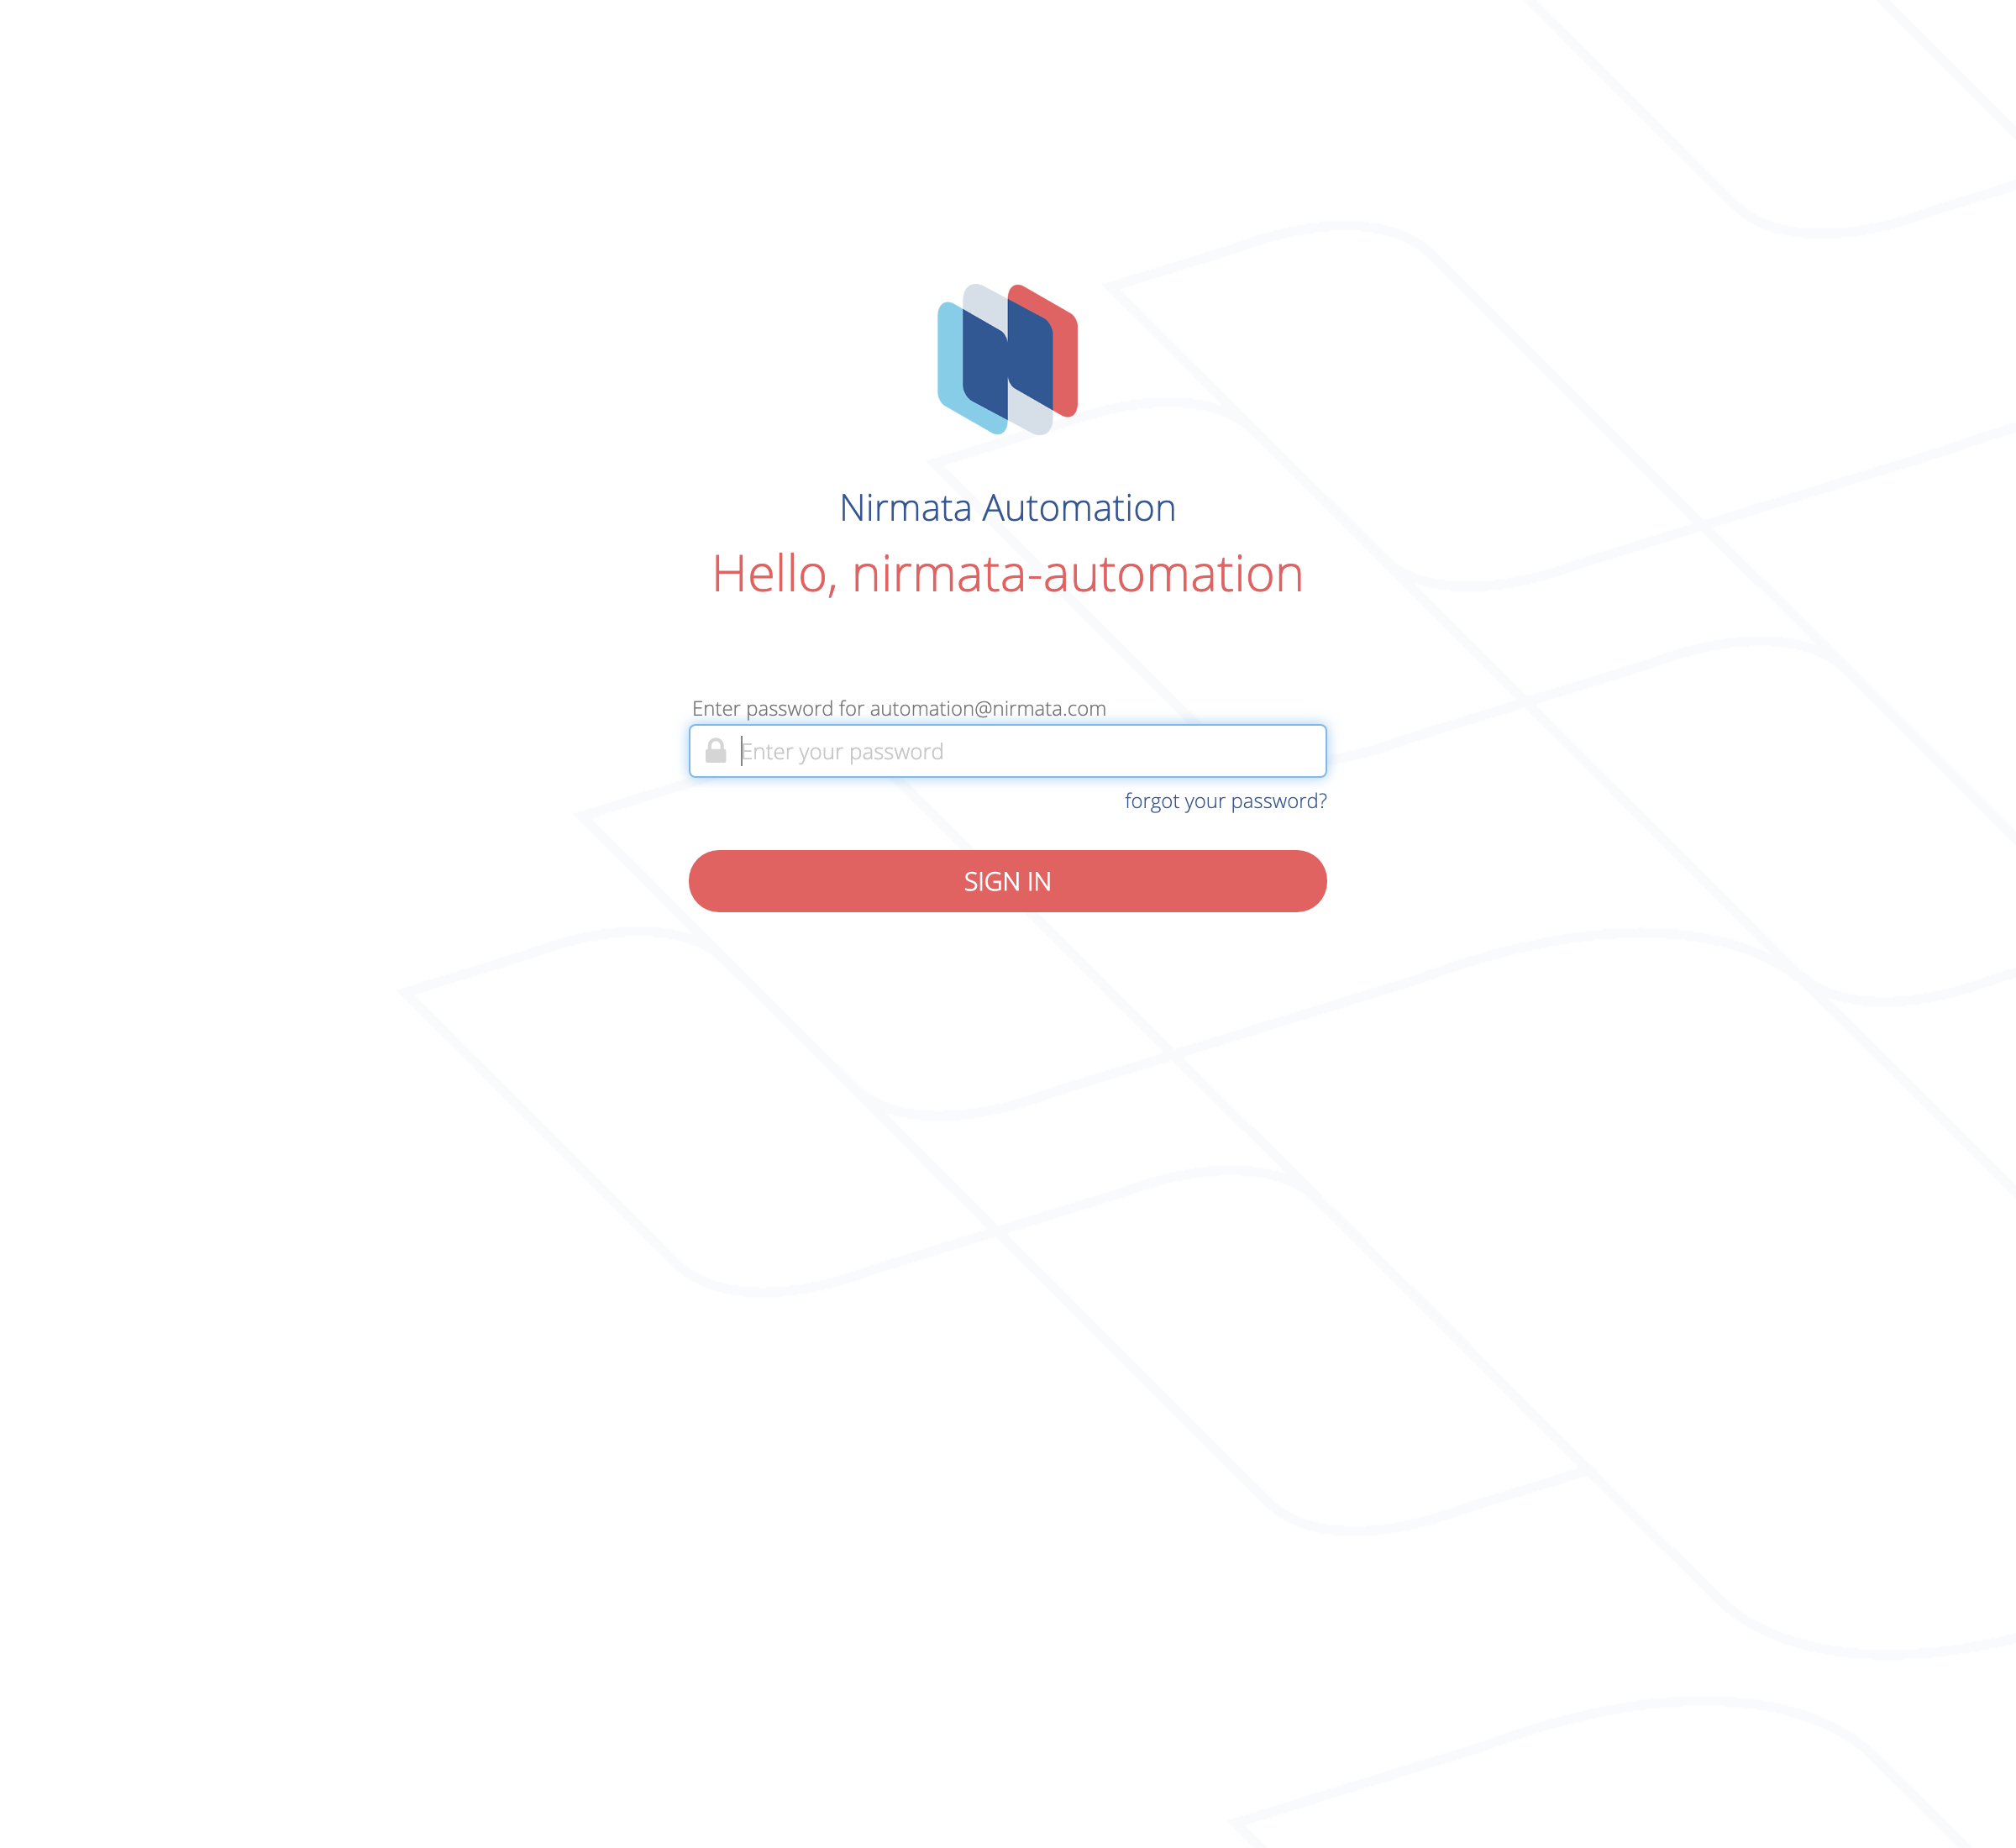 Nirmata Automation
Hello, nirmata-automation
Enter password for automation@nirmata.com
Enter your password
forgot your password?
SIGN IN